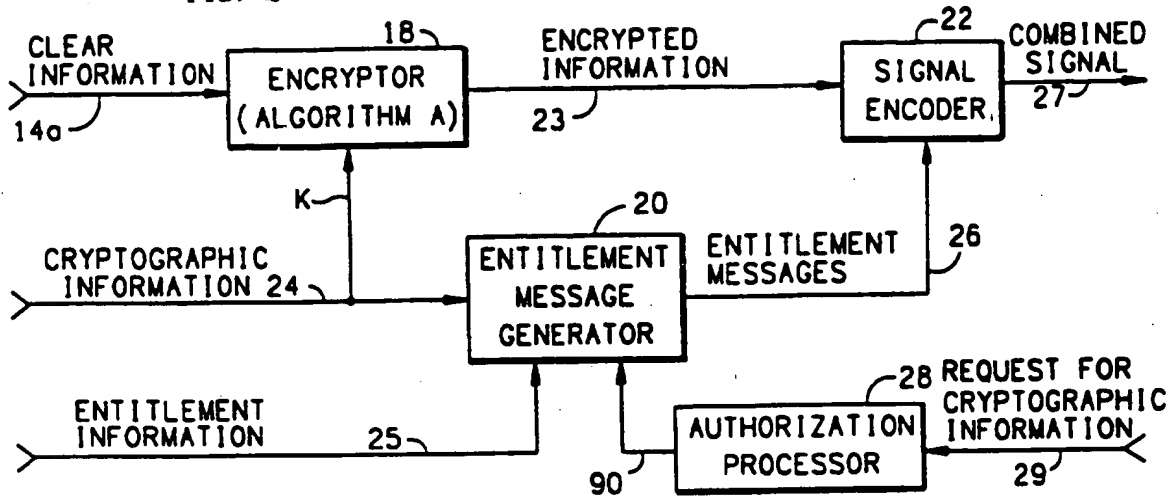 CLEAR
INFORMATION
14a
18
ENCRYPTOR
(ALGORITHM A)
ENCRYPTED
INFORMATION
23
22
SIGNAL
ENCODER
COMBINED
SIGNAL
27
K
CRYPTOGRAPHIC
INFORMATION 24
20
ENTITLEMENT
MESSAGE
GENERATOR
ENTITLEMENT
MESSAGES
26
ENTITLEMENT
INFORMATION
25
90
28
AUTHORIZATION
PROCESSOR
REQUEST FOR
CRYPTOGRAPHIC
INFORMATION
29